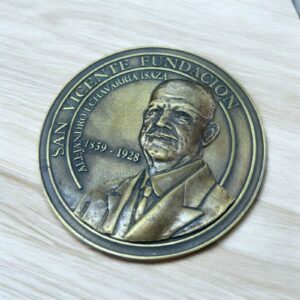 SAN VICENTE FUNDACIÓN
ALEJANDRO ECHAVARRÍA ISAZA
1859 - 1928